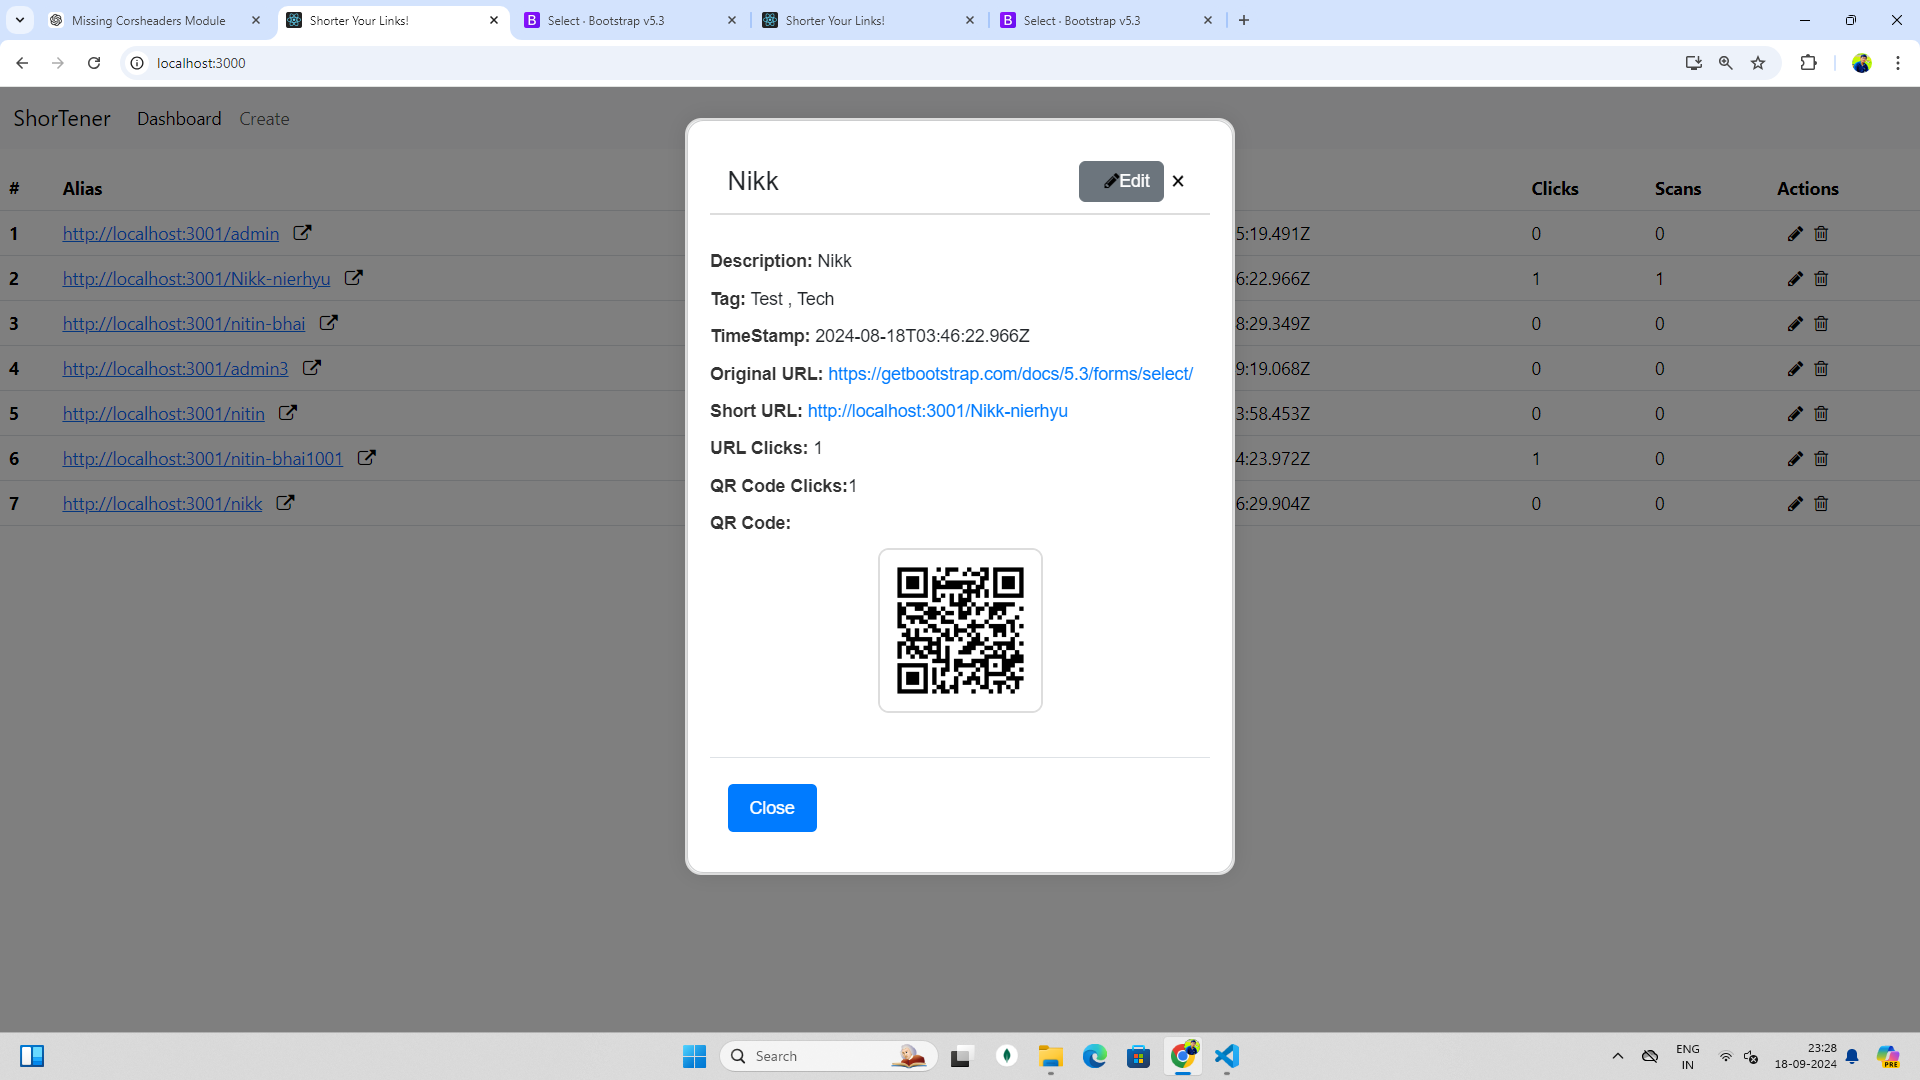 Missing Corsheaders Module
Shorter Your Links!
Select · Bootstrap v5.3
Shorter Your Links!
Select · Bootstrap v5.3
localhost:3000
ShorTener Dashboard Create
# Alias Clicks Scans Actions
1 http://localhost:3001/admin 5:19.491Z 0 0
2 http://localhost:3001/Nikk-nierhyu 6:22.966Z 1 1
3 http://localhost:3001/nitin-bhai 8:29.349Z 0 0
4 http://localhost:3001/admin3 9:19.068Z 0 0
5 http://localhost:3001/nitin 3:58.453Z 0 0
6 http://localhost:3001/nitin-bhai1001 4:23.972Z 1 0
7 http://localhost:3001/nikk 6:29.904Z 0 0
Nikk Edit
Description: Nikk
Tag: Test , Tech
TimeStamp: 2024-08-18T03:46:22.966Z
Original URL: https://getbootstrap.com/docs/5.3/forms/select/
Short URL: http://localhost:3001/Nikk-nierhyu
URL Clicks: 1
QR Code Clicks:1
QR Code:
Close
Search
ENG
IN
23:28
18-09-2024
PRE